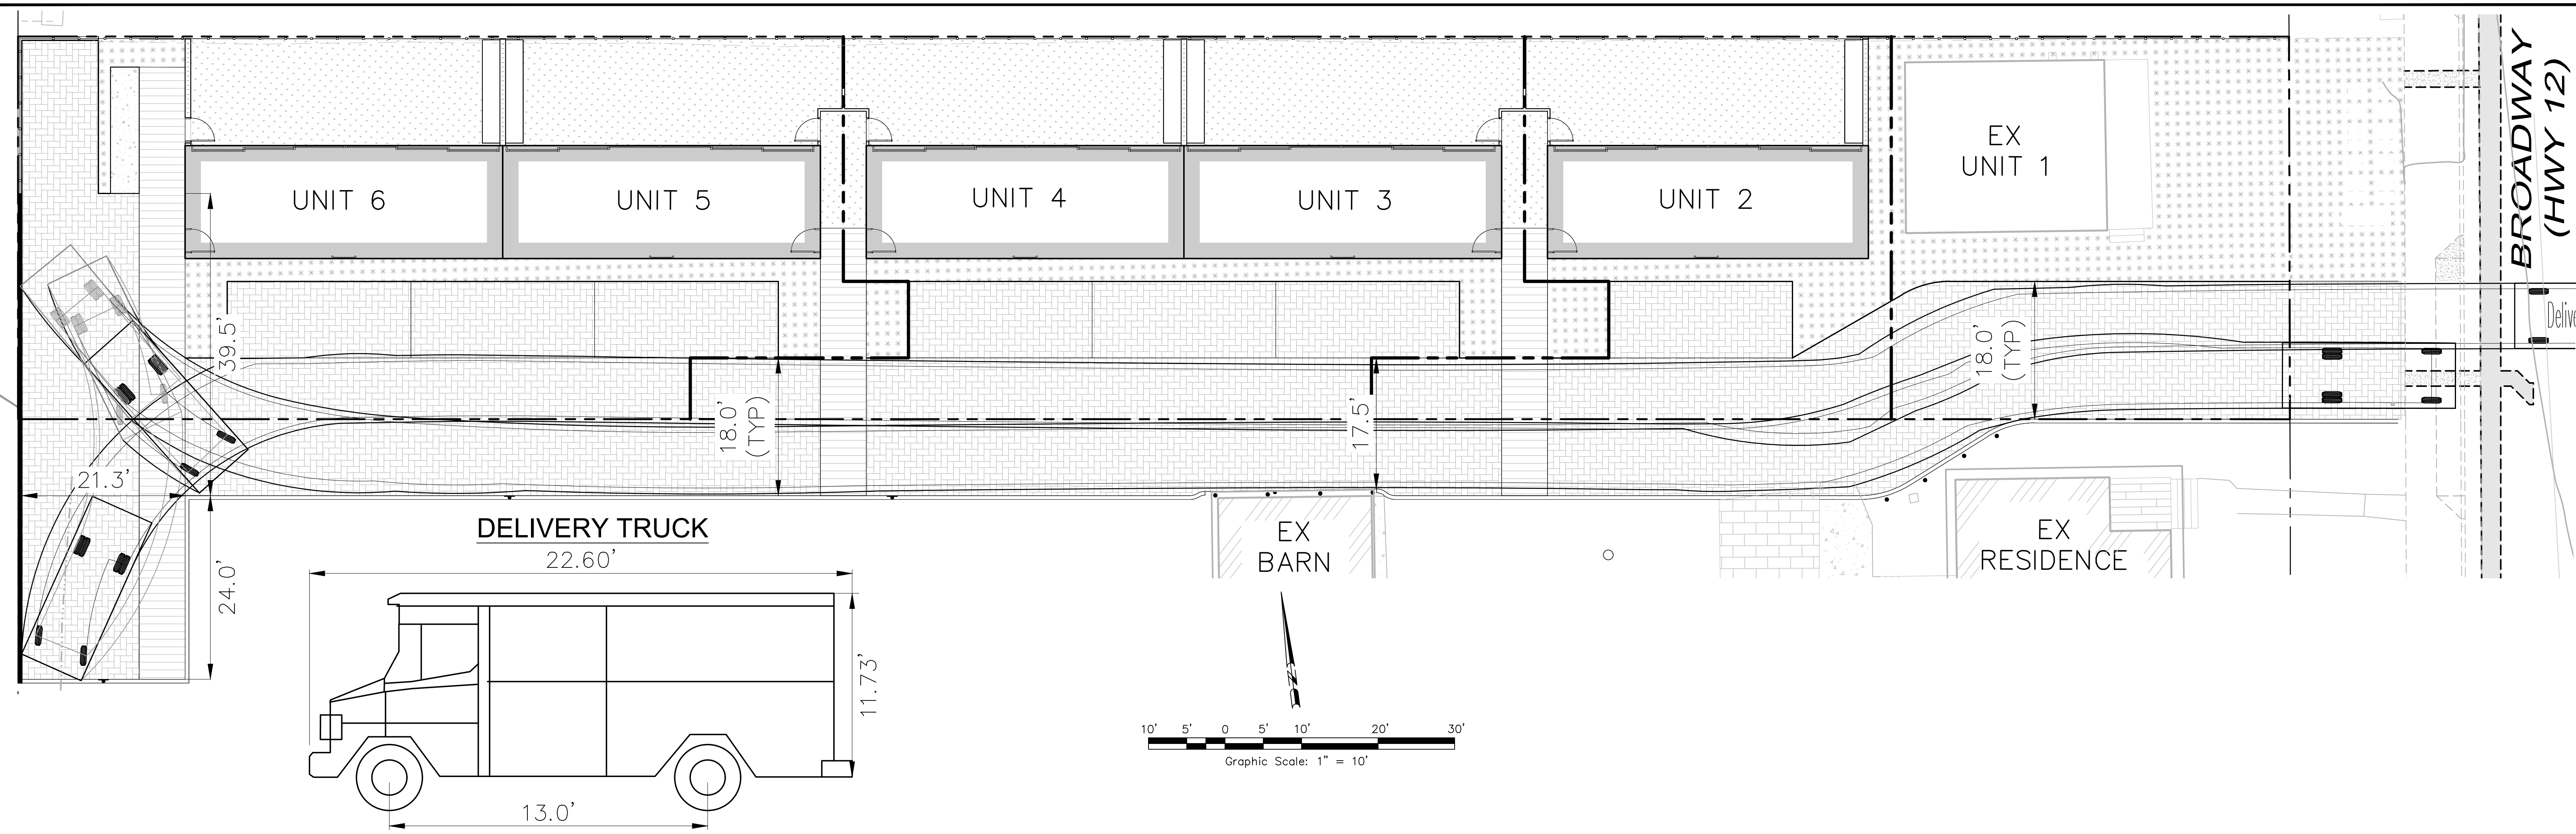 UNIT 6
UNIT 5
UNIT 4
UNIT 3
UNIT 2
EX
UNIT 1
BROADWAY
(HWY 12)
39.5'
18.0'
(TYP)
17.5'
18.0'
(TYP)
21.3'
24.0'
DELIVERY TRUCK
22.60'
11.73'
13.0'
EX
BARN
EX
RESIDENCE
N
10' 5' 0 5' 10' 20' 30'
Graphic Scale: 1" = 10'